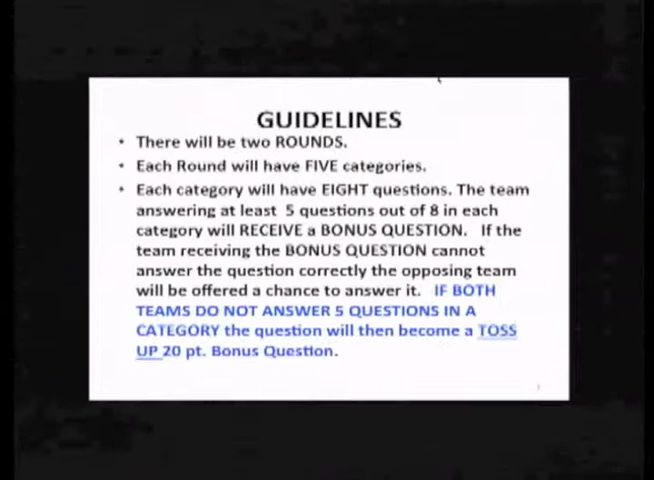 GUIDELINES
• There will be two ROUNDS.
• Each Round will have FIVE categories.
• Each category will have EIGHT questions. The team
answering at least 5 questions out of 8 in each
category will RECEIVE a BONUS QUESTION. If the
team receiving the BONUS QUESTION cannot
answer the question correctly the opposing team
will be offered a chance to answer it. IF BOTH
TEAMS DO NOT ANSWER 5 QUESTIONS IN A
CATEGORY the question will then become a TOSS
UP 20 pt. Bonus Question.